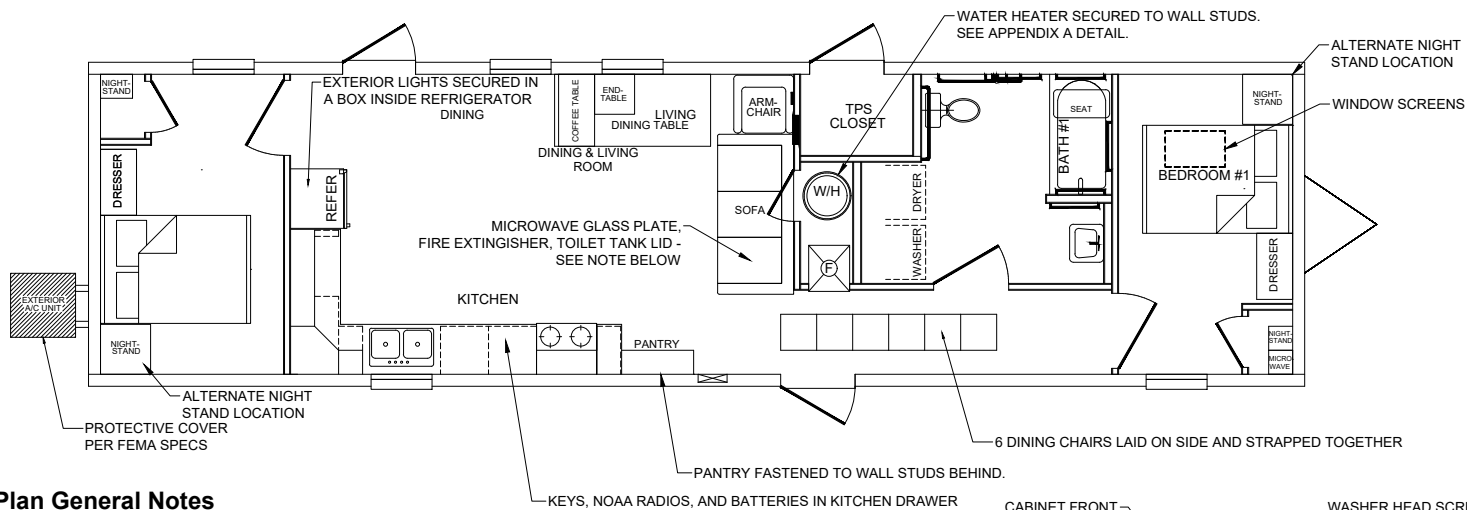 WATER HEATER SECURED TO WALL STUDS.
SEE APPENDIX A DETAIL.
ALTERNATE NIGHT
STAND LOCATION
NIGHT-
STAND
EXTERIOR LIGHTS SECURED IN
A BOX INSIDE REFRIGERATOR
DINING
COFFEE TABLE
END-
TABLE
LIVING
DINING TABLE
ARM-
CHAIR
TPS
CLOSET
SEAT
NIGHT-
STAND
WINDOW SCREENS
DINING & LIVING
ROOM
BATH #1
BEDROOM #1
DRESSER
REFER
W/H
DRYER
SOFA
MICROWAVE GLASS PLATE,
FIRE EXTINGISHER, TOILET TANK LID -
SEE NOTE BELOW
WASHER
F
DRESSER
EXTERIOR
A/C UNIT
KITCHEN
NIGHT-
STAND
PANTRY
NIGHT-
STAND
MICRO-
WAVE
ALTERNATE NIGHT
STAND LOCATION
PROTECTIVE COVER
PER FEMA SPECS
6 DINING CHAIRS LAID ON SIDE AND STRAPPED TOGETHER
PANTRY FASTENED TO WALL STUDS BEHIND.
Plan General Notes
KEYS, NOAA RADIOS, AND BATTERIES IN KITCHEN DRAWER
CABINET FRONT
WASHER HEAD SCRE